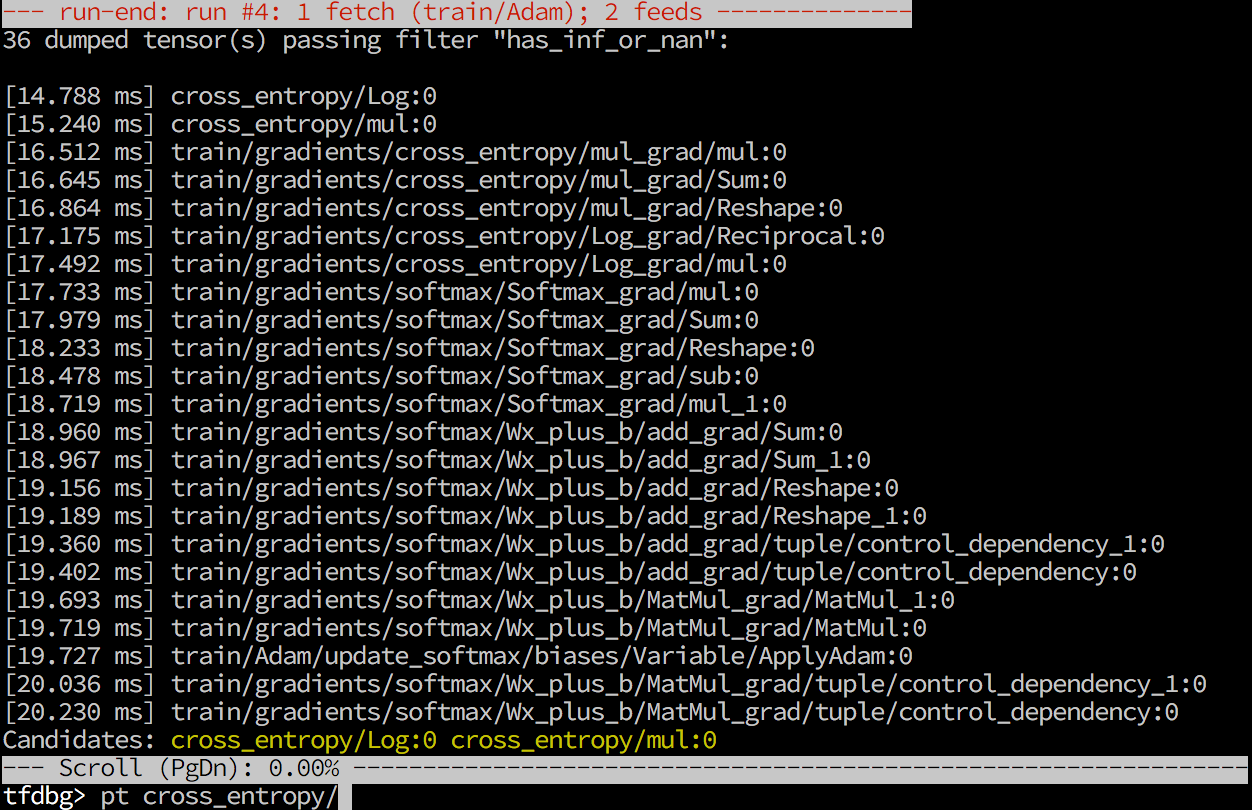 --- run-end: run #4: 1 fetch (train/Adam); 2 feeds --------------
36 dumped tensor(s) passing filter "has_inf_or_nan":
[14.788 ms] cross_entropy/Log:0
[15.240 ms] cross_entropy/mul:0
[16.512 ms] train/gradients/cross_entropy/mul_grad/mul:0
[16.645 ms] train/gradients/cross_entropy/mul_grad/Sum:0
[16.864 ms] train/gradients/cross_entropy/mul_grad/Reshape:0
[17.175 ms] train/gradients/cross_entropy/Log_grad/Reciprocal:0
[17.492 ms] train/gradients/cross_entropy/Log_grad/mul:0
[17.733 ms] train/gradients/softmax/Softmax_grad/mul:0
[17.979 ms] train/gradients/softmax/Softmax_grad/Sum:0
[18.233 ms] train/gradients/softmax/Softmax_grad/Reshape:0
[18.478 ms] train/gradients/softmax/Softmax_grad/sub:0
[18.719 ms] train/gradients/softmax/Softmax_grad/mul_1:0
[18.960 ms] train/gradients/softmax/Wx_plus_b/add_grad/Sum:0
[18.967 ms] train/gradients/softmax/Wx_plus_b/add_grad/Sum_1:0
[19.156 ms] train/gradients/softmax/Wx_plus_b/add_grad/Reshape:0
[19.189 ms] train/gradients/softmax/Wx_plus_b/add_grad/Reshape_1:0
[19.360 ms] train/gradients/softmax/Wx_plus_b/add_grad/tuple/control_dependency_1:0
[19.402 ms] train/gradients/softmax/Wx_plus_b/add_grad/tuple/control_dependency:0
[19.693 ms] train/gradients/softmax/Wx_plus_b/MatMul_grad/MatMul_1:0
[19.719 ms] train/gradients/softmax/Wx_plus_b/MatMul_grad/MatMul:0
[19.727 ms] train/Adam/update_softmax/biases/Variable/ApplyAdam:0
[20.036 ms] train/gradients/softmax/Wx_plus_b/MatMul_grad/tuple/control_dependency_1:0
[20.230 ms] train/gradients/softmax/Wx_plus_b/MatMul_grad/tuple/control_dependency:0
Candidates: cross_entropy/Log:0 cross_entropy/mul:0
--- Scroll (PgDn): 0.00% ----------------------------------------------------------------
tfdbg> pt cross_entropy/